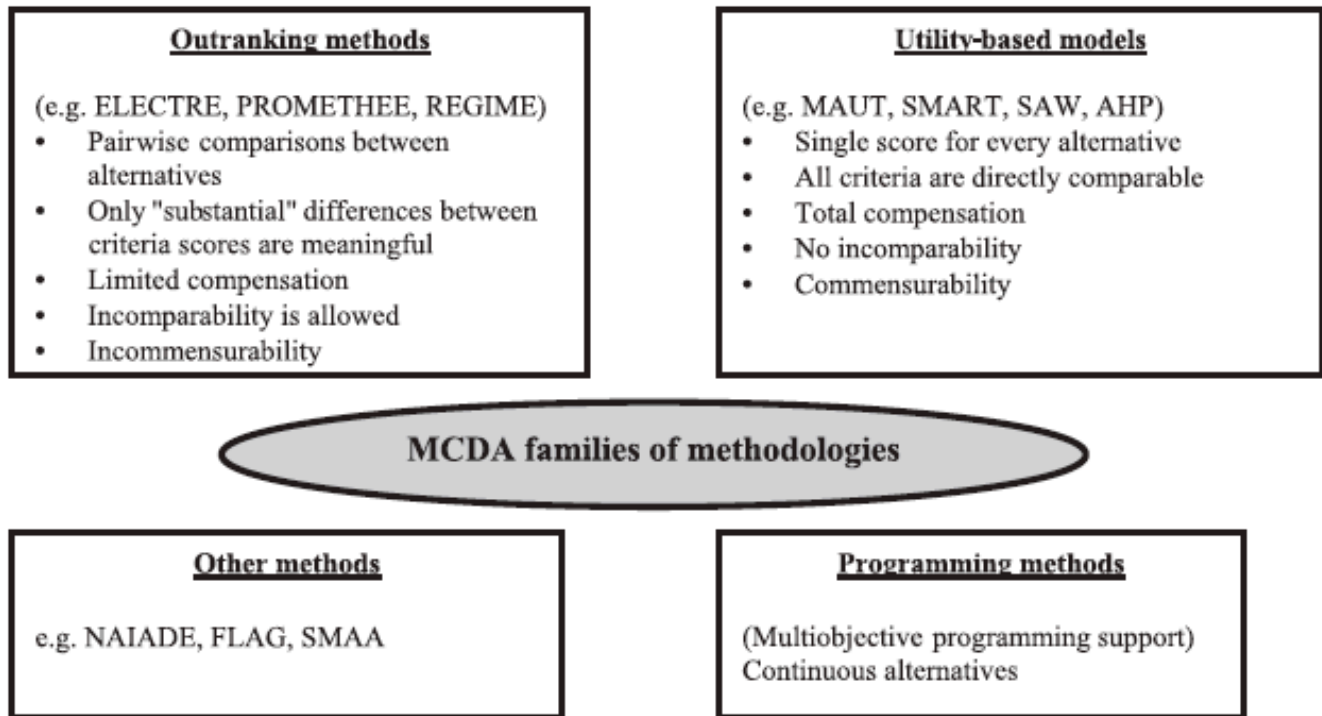 Outranking methods
(e.g. ELECTRE, PROMETHEE, REGIME)
• Pairwise comparisons between
alternatives
• Only "substantial" differences between
criteria scores are meaningful
• Limited compensation
• Incomparability is allowed
• Incommensurability
Utility-based models
(e.g. MAUT, SMART, SAW, AHP)
• Single score for every alternative
• All criteria are directly comparable
• Total compensation
• No incomparability
• Commensurability
MCDA families of methodologies
Other methods
e.g. NAIADE, FLAG, SMAA
Programming methods
(Multiobjective programming support)
Continuous alternatives